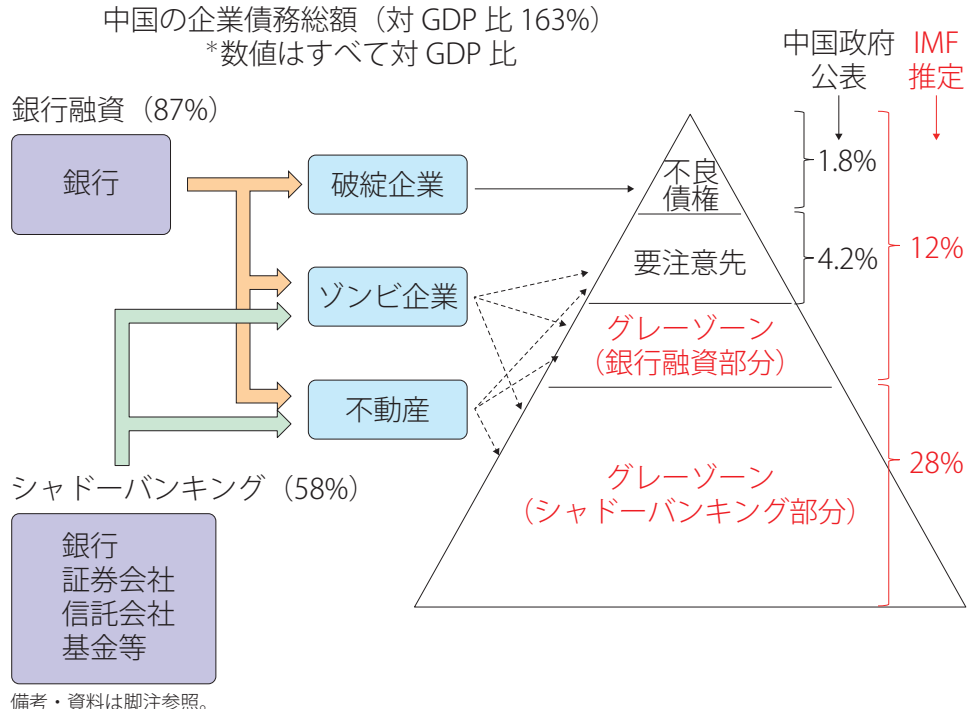 中国の企業債務総額（対 GDP 比 163%）
*数値はすべて対 GDP 比
中国政府
公表
IMF
推定
銀行融資（87%）
銀行
破綻企業
ゾンビ企業
不動産
シャドーバンキング（58%）
銀行
証券会社
信託会社
基金等
不良
債権
要注意先
グレーゾーン
（銀行融資部分）
グレーゾーン
（シャドーバンキング部分）
1.8%
4.2%
12%
28%
備考・資料は脚注参照。